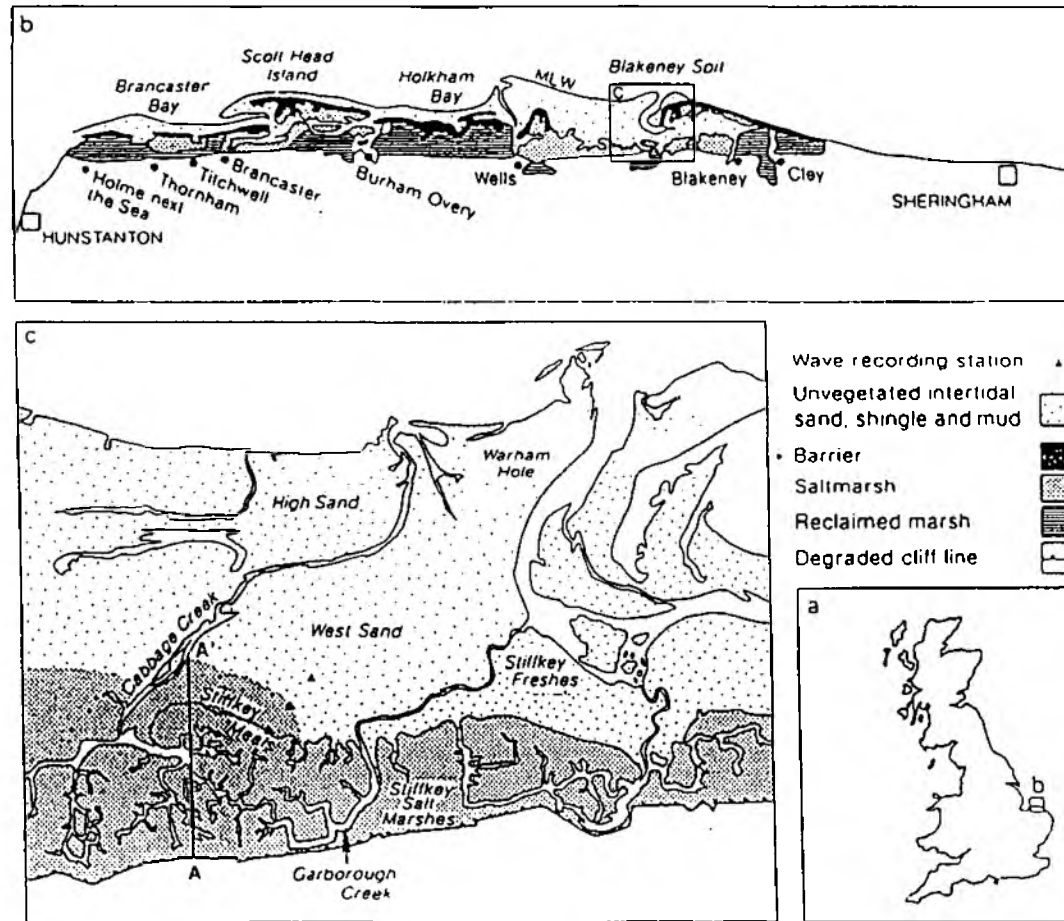 b
Scolt Head
Island
Brancaster
Bay
Holkham
Bay
MLW
Blakeney Soil
C
Holme next
the Sea
Thornham
Titchwell
Brancaster
Burham Overy
Wells
Blakeney
Cley
SHERINGHAM
HUNSTANTON
c
Warham
Hole
High Sand
Cabbage Creek
West Sand
A'
Stiffkey
Freshes
Stiffkey
Meals
Stiffkey
Salt
Marshes
A
Garborough
Creek
Wave recording station
Unvegetated intertidal
sand, shingle and mud
Barrier
Saltmarsh
Reclaimed marsh
Degraded cliff line
a
b